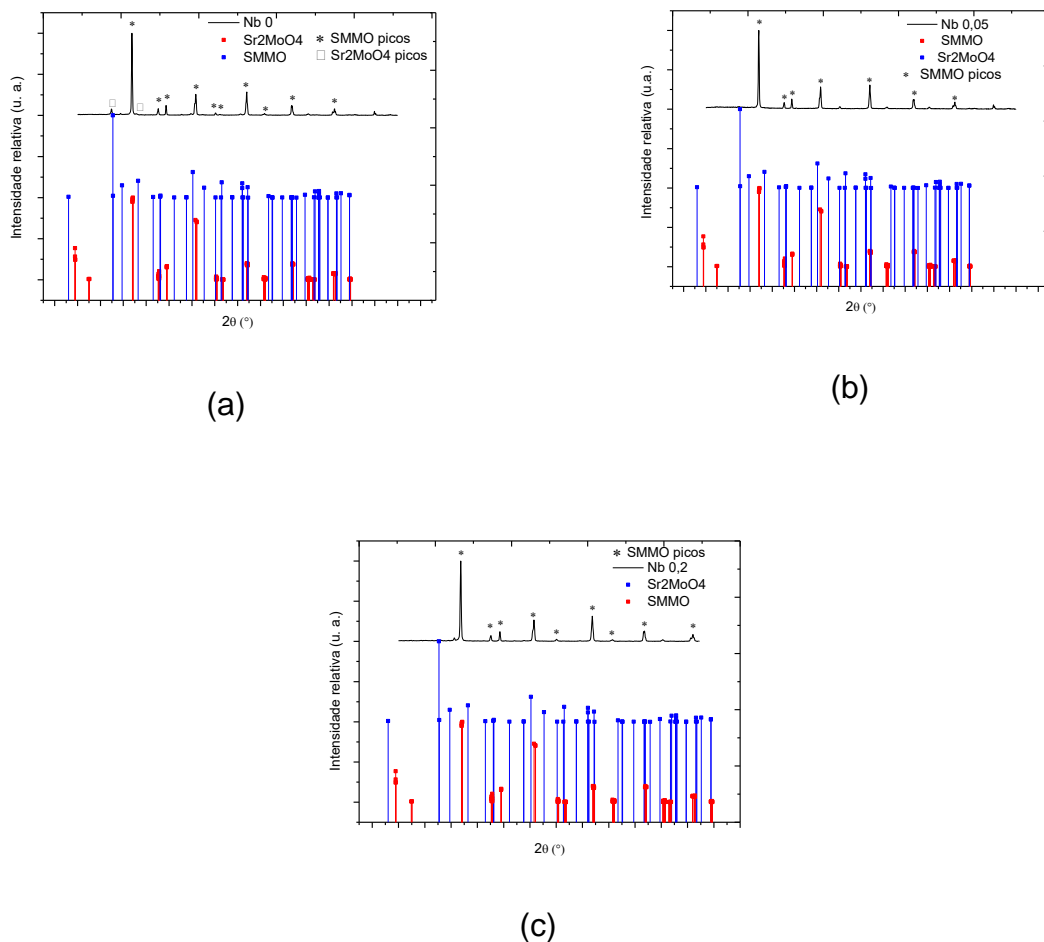 Nb 0
Sr2MoO4
SMMO
* SMMO picos
□ Sr2MoO4 picos
* * * * * * * * * * *
□ □
Intensidade relativa (u. a.)
2θ (°)
(a)
Nb 0,05
SMMO
Sr2MoO4
* SMMO picos
* * * * * * *
Intensidade relativa (u.a.)
2θ (°)
(b)
* SMMO picos
Nb 0,2
Sr2MoO4
SMMO
* * * * * * * * *
Intensidade relativa (u. a.)
2θ (°)
(c)